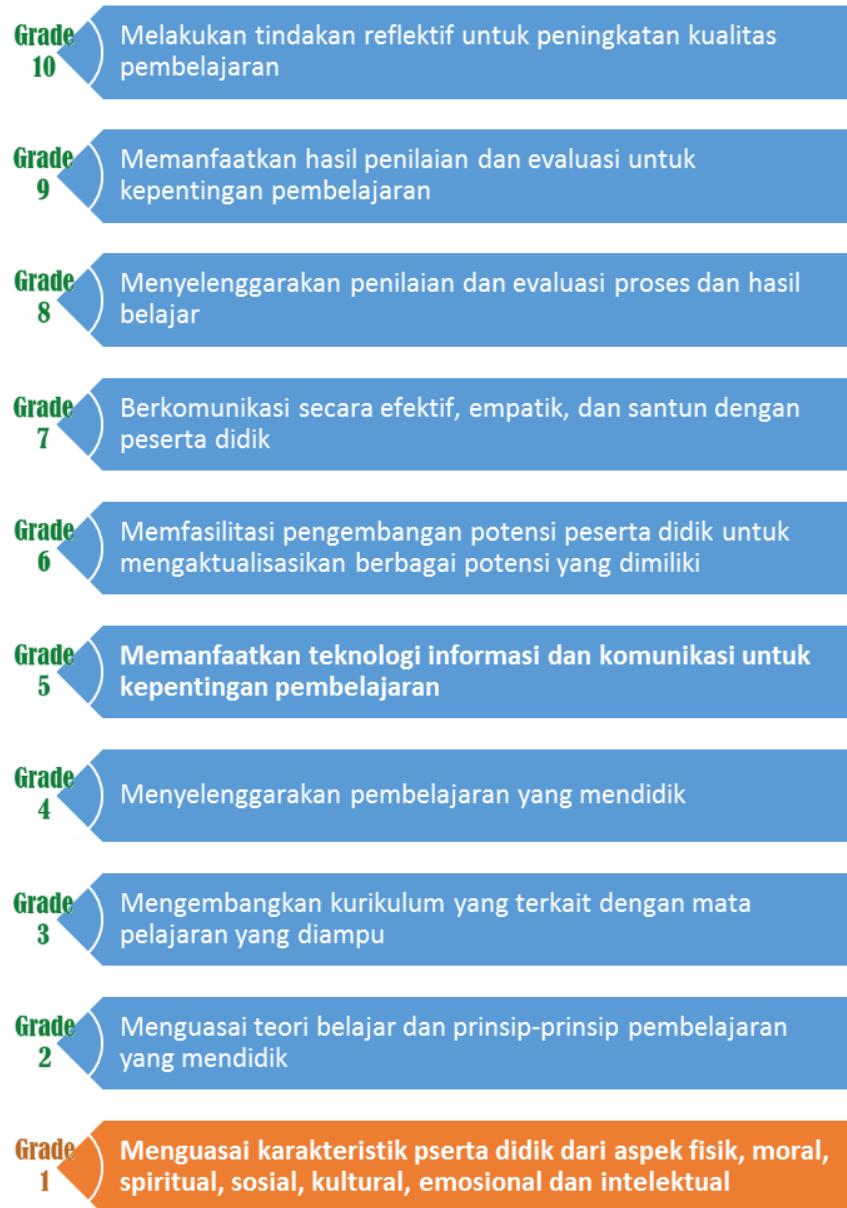 Grade
10
Melakukan tindakan reflektif untuk peningkatan kualitas
pembelajaran
Grade
9
Memanfaatkan hasil penilaian dan evaluasi untuk
kepentingan pembelajaran
Grade
8
Menyelenggarakan penilaian dan evaluasi proses dan hasil
belajar
Grade
7
Berkomunikasi secara efektif, empatik, dan santun dengan
peserta didik
Grade
6
Memfasilitasi pengembangan potensi peserta didik untuk
mengaktualisasikan berbagai potensi yang dimiliki
Grade
5
Memanfaatkan teknologi informasi dan komunikasi untuk
kepentingan pembelajaran
Grade
4
Menyelenggarakan pembelajaran yang mendidik
Grade
3
Mengembangkan kurikulum yang terkait dengan mata
pelajaran yang diampu
Grade
2
Menguasai teori belajar dan prinsip-prinsip pembelajaran
yang mendidik
Grade
1
Menguasai karakteristik pserta didik dari aspek fisik, moral,
spiritual, sosial, kultural, emosional dan intelektual